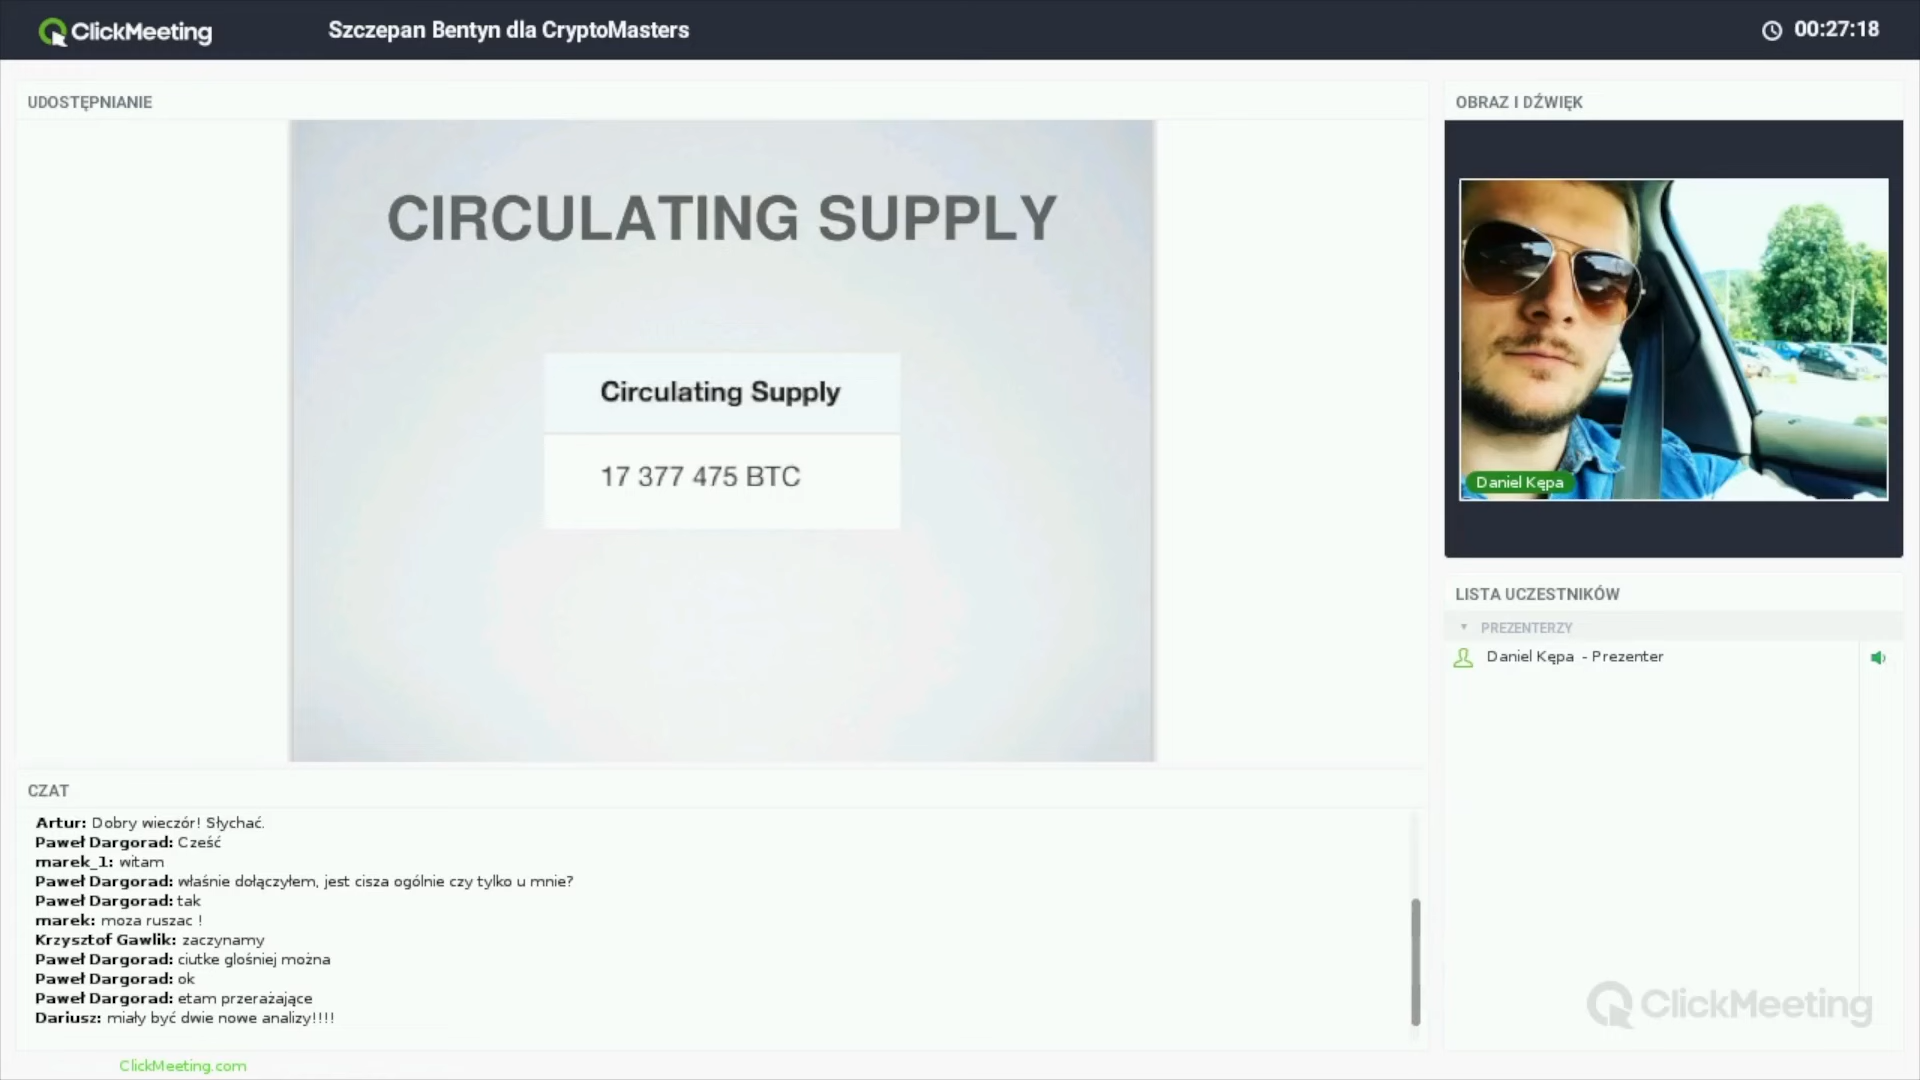 ClickMeeting
Szczepan Bentyn dla CryptoMasters
00:27:18
UDOSTĘPNIANIE
CIRCULATING SUPPLY
Circulating Supply
17 377 475 BTC
OBRAZ I DŹWIĘK
Daniel Kępa
LISTA UCZESTNIKÓW
PREZENTERZY
Daniel Kępa - Prezenter
CZAT
Artur: Dobry wieczór! Słychać.
Paweł Dargorad: Cześć
marek_1: witam
Paweł Dargorad: właśnie dołączyłem, jest cisza ogólnie czy tylko u mnie?
Paweł Dargorad: tak
marek: moza ruszac !
Krzysztof Gawlik: zaczynamy
Paweł Dargorad: ciutke glośniej można
Paweł Dargorad: ok
Paweł Dargorad: etam przerażające
Dariusz: miały być dwie nowe analizy!!!!
ClickMeeting
ClickMeeting.com